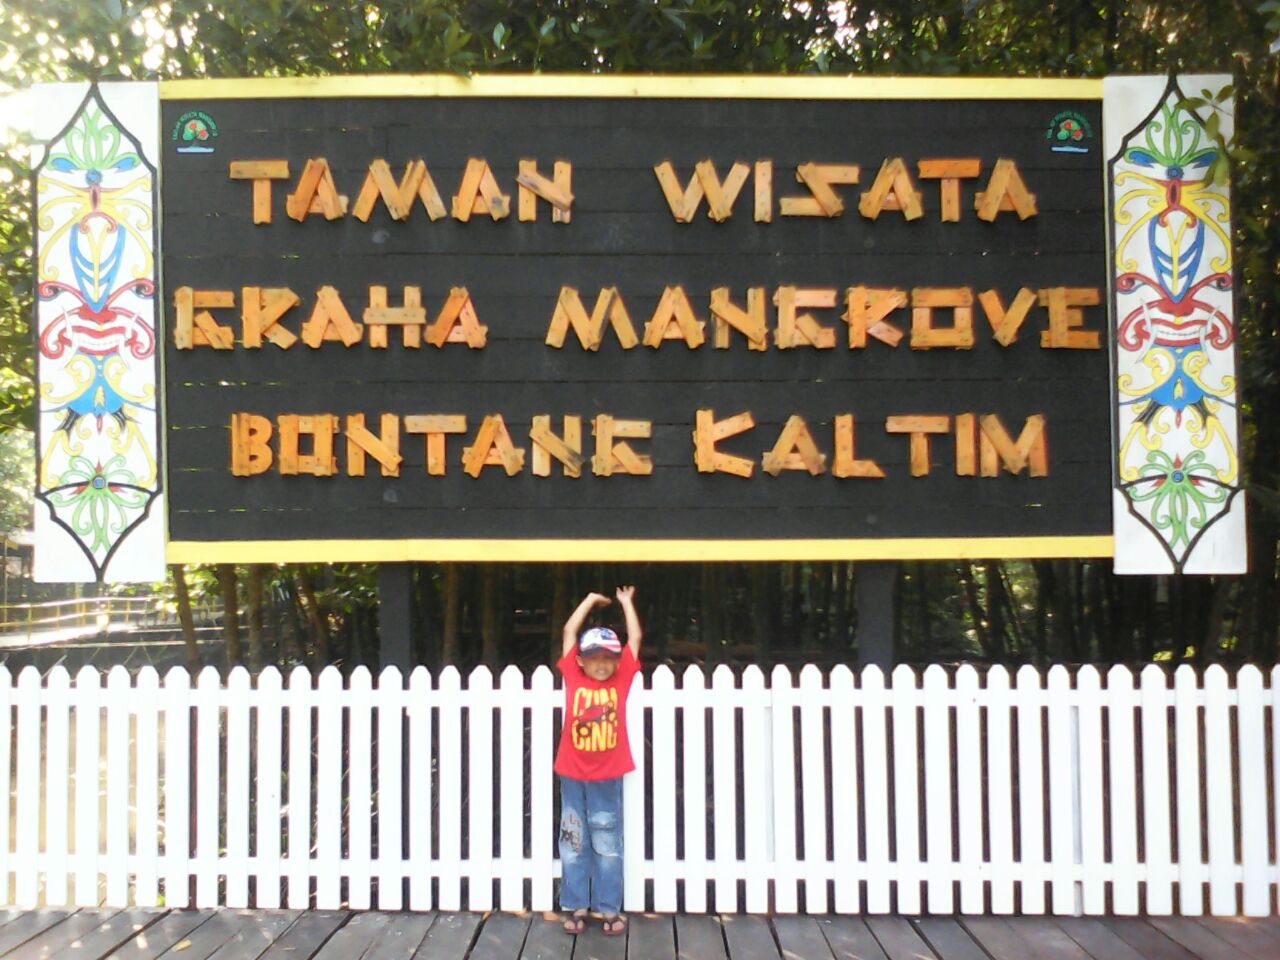 TAMAN WISATA
GRAHA MANGROVE
BONTANG KALTIM